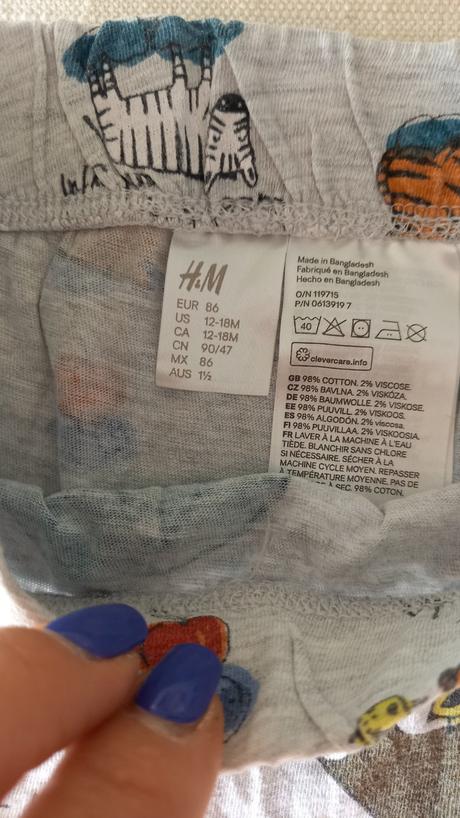 H&M
EUR 86
US 12-18M
CA 12-18M
CN 90/47
MX 86
AUS 1½
Made in Bangladesh
Fabriqué en Bangladesh
Hecho en Bangladesh
O/N 119715
P/N 0613919 7
40
clevercare.info
GB 98% COTTON. 2% VISCOSE.
CZ 98% BAVLNA. 2% VISKÓZA.
DE 98% BAUMWOLLE. 2% VISKOSE.
EE 98% PUUVILL. 2% VISKOOS.
ES 98% ALGODÓN. 2% viscosa.
FI 98% PUUVILLAA. 2% VISKOOSIA.
FR LAVER À LA MACHINE À L'EAU
TIÈDE. BLANCHIR SANS CHLORE
SI NÉCESSAIRE. SÉCHER À LA
MACHINE CYCLE MOYEN. REPASSER
À TEMPÉRATURE MOYENNE. PAS DE
À SEC. 98% COTON.